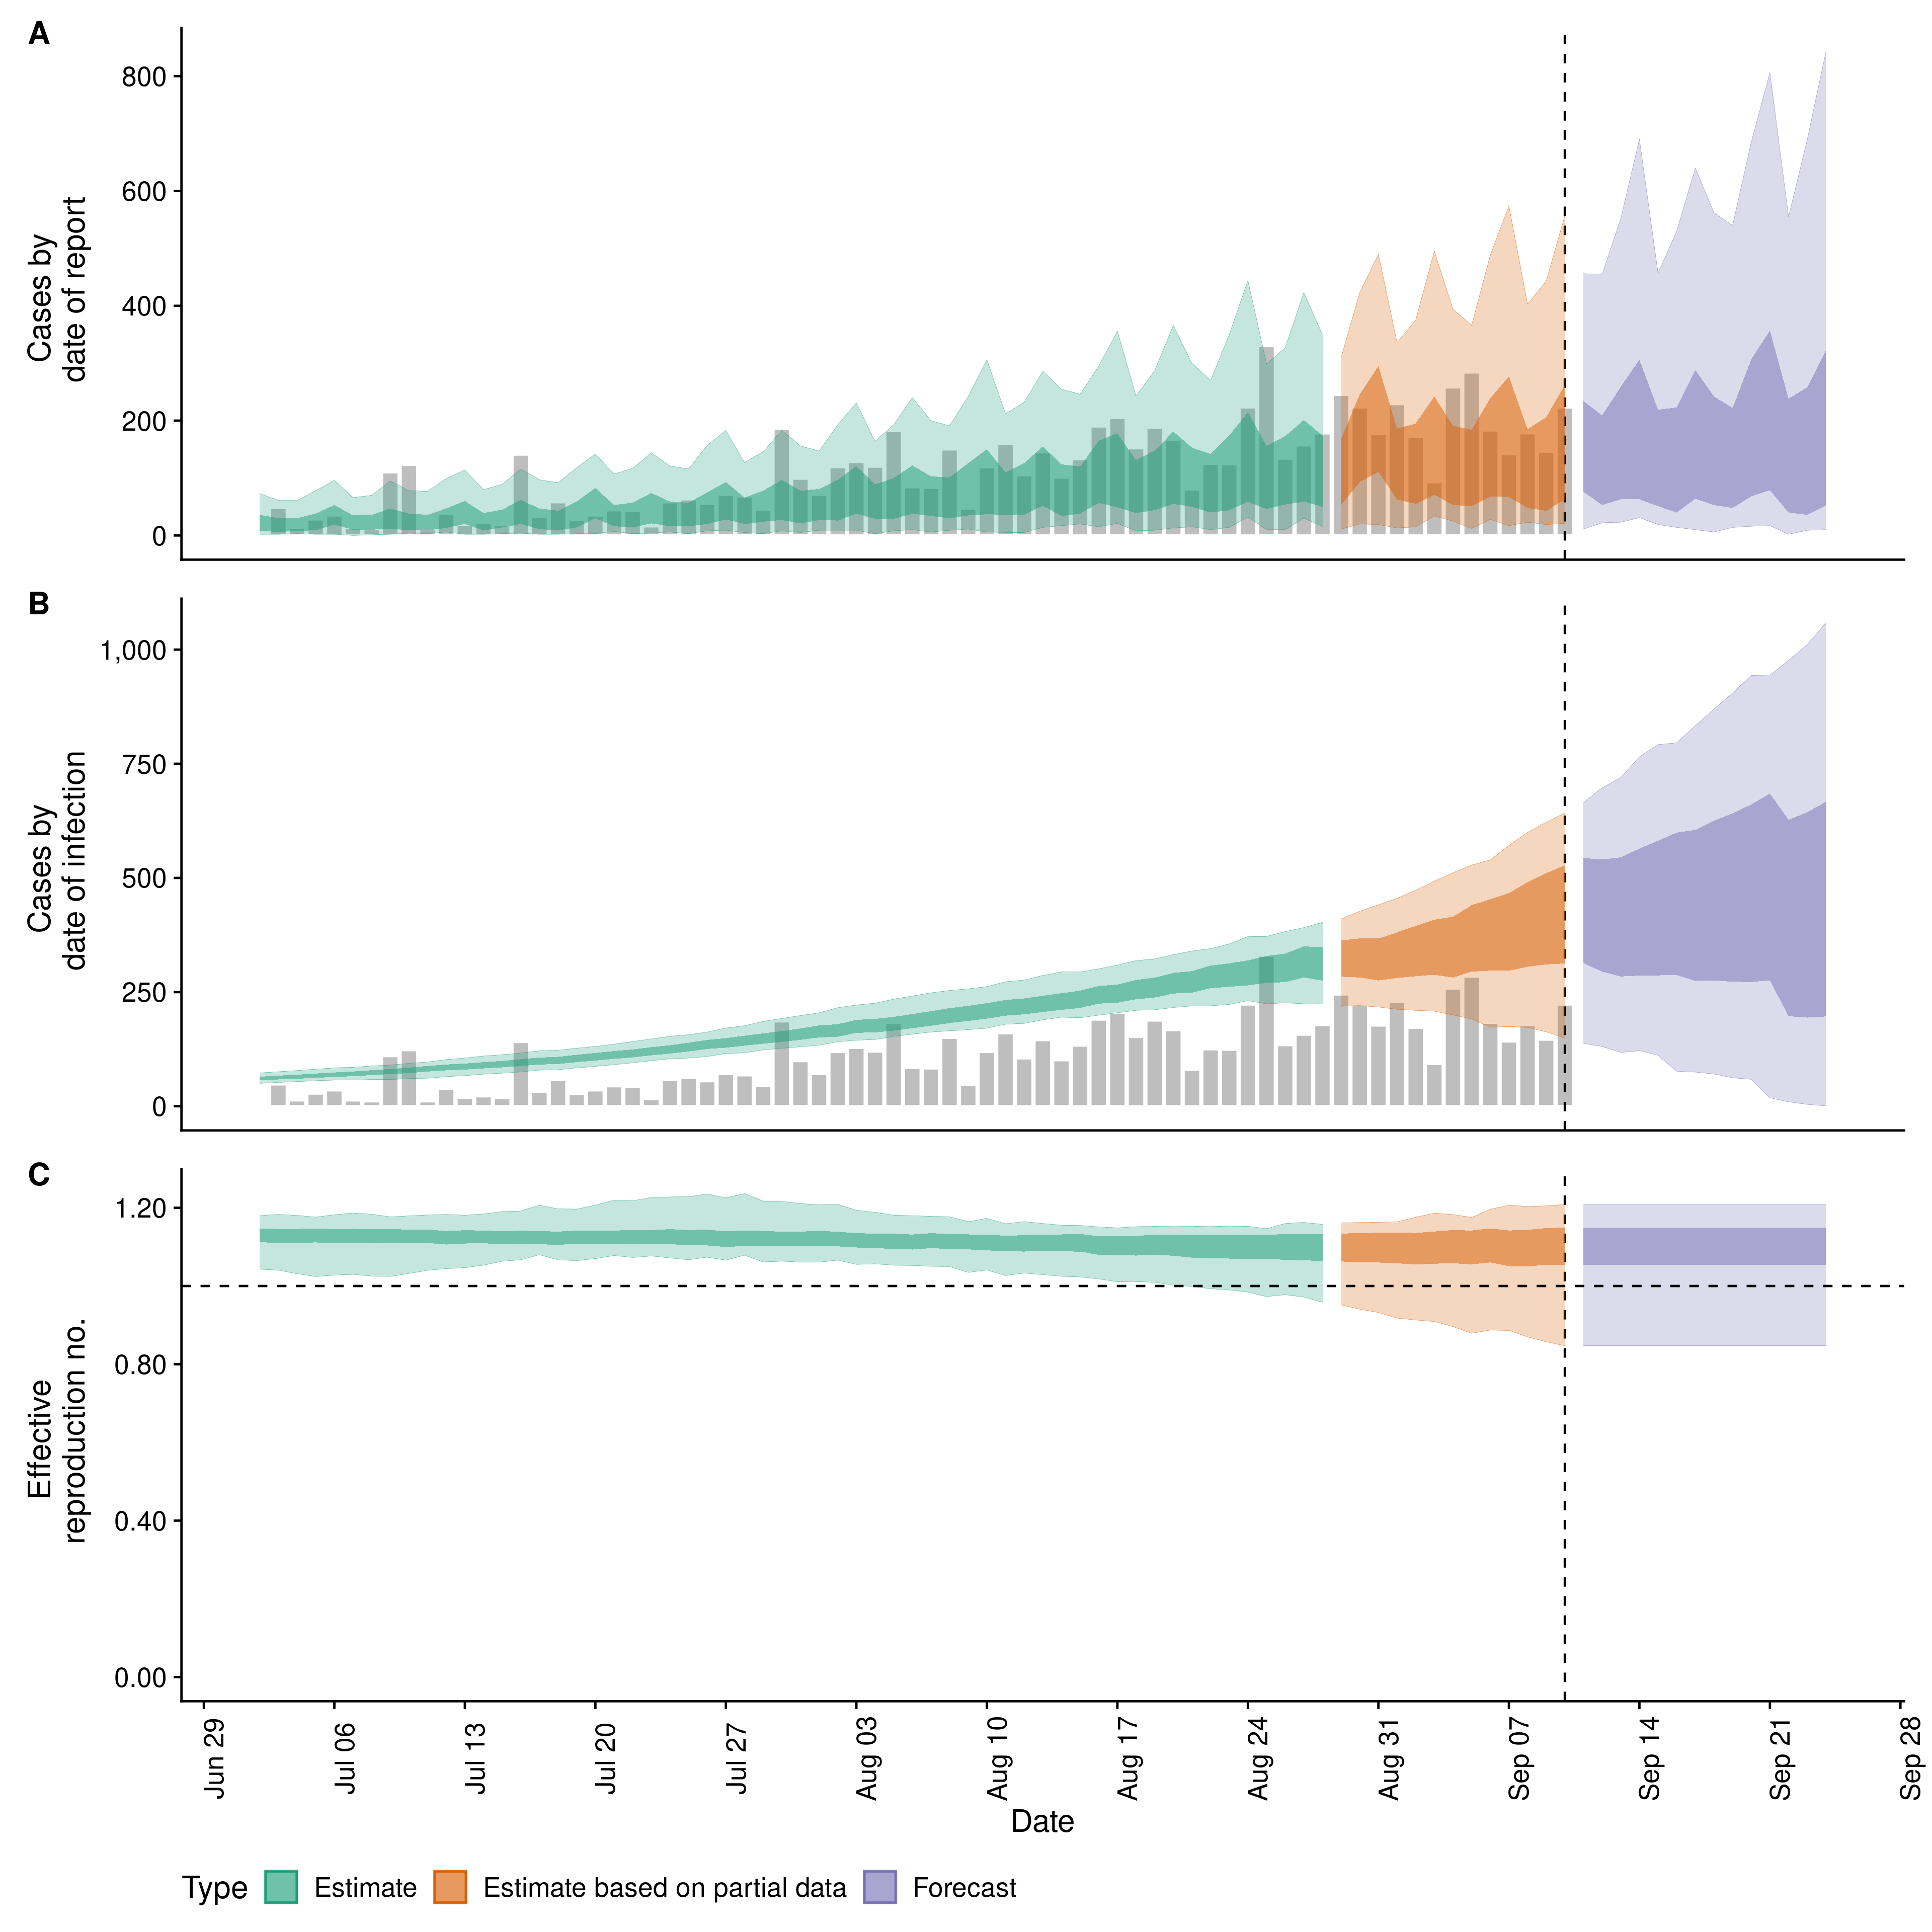 A
800
600
400
200
0
Cases by
date of report
B
1,000
750
500
250
0
Cases by
date of infection
C
1.20
0.80
0.40
0.00
Effective
reproduction no.
Jun 29
Jul 06
Jul 13
Jul 20
Jul 27
Aug 03
Aug 10
Aug 17
Aug 24
Aug 31
Sep 07
Sep 14
Sep 21
Sep 28
Date
Type Estimate Estimate based on partial data Forecast